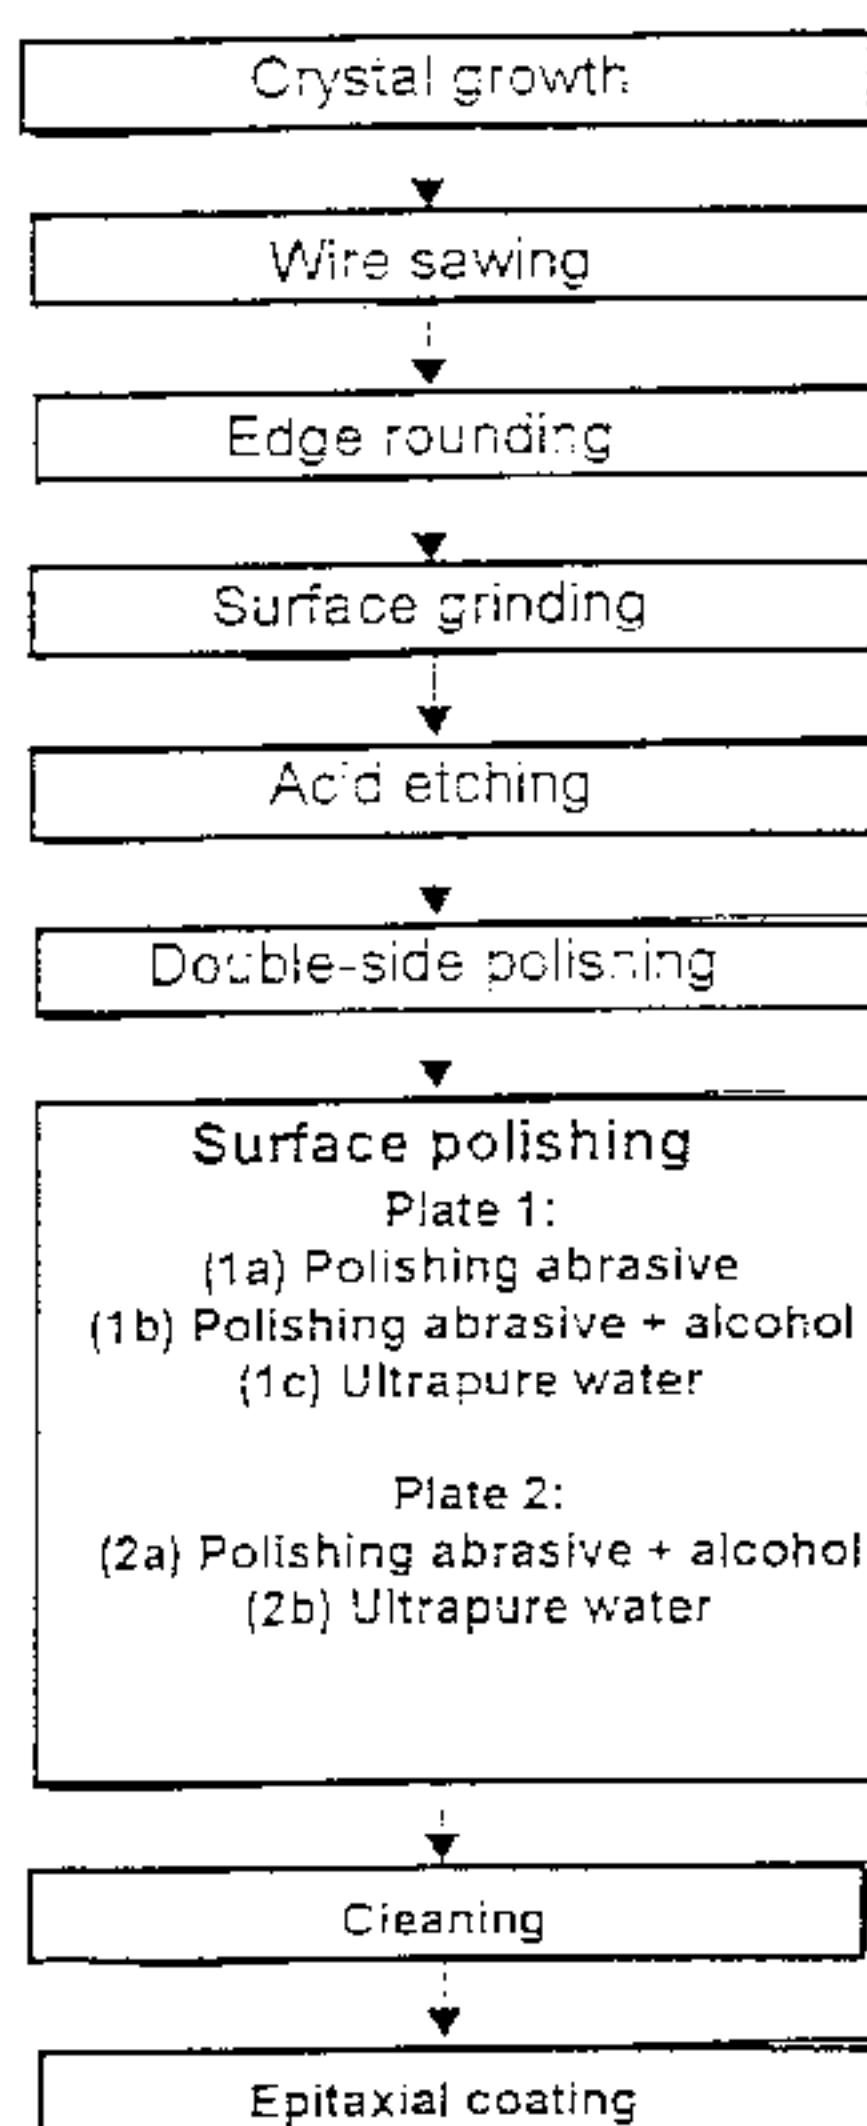 Crystal growth
Wire sawing
Edge rounding
Surface grinding
Acid etching
Double-side polishing
Surface polishing
Plate 1:
(1a) Polishing abrasive
(1b) Polishing abrasive + alcohol
(1c) Ultrapure water
Plate 2:
(2a) Polishing abrasive + alcohol
(2b) Ultrapure water
Cleaning
Epitaxial coating